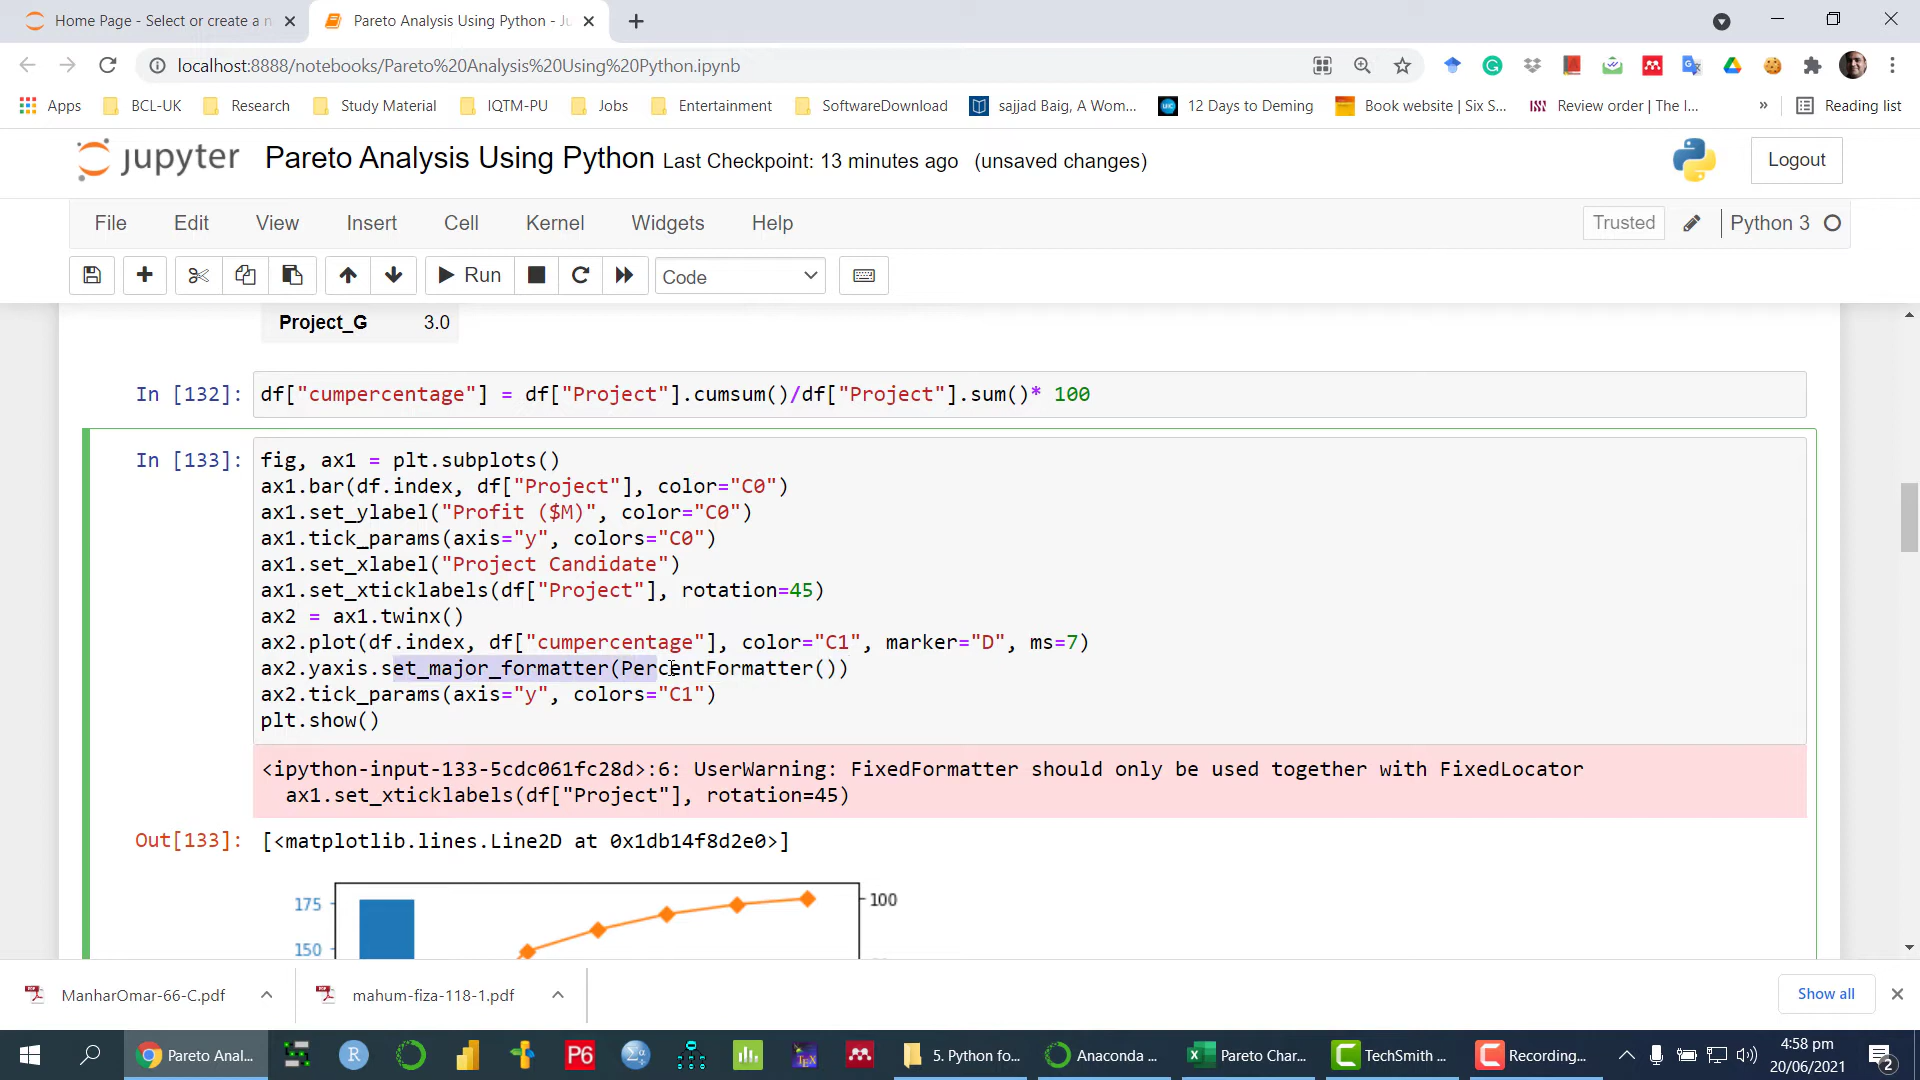 Home Page - Select or create a n
Pareto Analysis Using Python - Ju
localhost:8888/notebooks/Pareto%20Analysis%20Using%20Python.ipynb
Apps
BCL-UK
Research
Study Material
IQTM-PU
Jobs
Entertainment
SoftwareDownload
sajjad Baig, A Wom...
12 Days to Deming
Book website | Six S...
Review order | The I...
»
Reading list
jupyter
Pareto Analysis Using Python Last Checkpoint: 13 minutes ago (unsaved changes)
Logout
File Edit View Insert Cell Kernel Widgets Help
Trusted
Python 3
Run
Code
Project_G 3.0
In [132]: df["cumpercentage"] = df["Project"].cumsum()/df["Project"].sum()* 100
In [133]: fig, ax1 = plt.subplots()
ax1.bar(df.index, df["Project"], color="C0")
ax1.set_ylabel("Profit ($M)", color="C0")
ax1.tick_params(axis="y", colors="C0")
ax1.set_xlabel("Project Candidate")
ax1.set_xticklabels(df["Project"], rotation=45)
ax2 = ax1.twinx()
ax2.plot(df.index, df["cumpercentage"], color="C1", marker="D", ms=7)
ax2.yaxis.set_major_formatter(PercentFormatter())
ax2.tick_params(axis="y", colors="C1")
plt.show()
<ipython-input-133-5cdc061fc28d>:6: UserWarning: FixedFormatter should only be used together with FixedLocator
ax1.set_xticklabels(df["Project"], rotation=45)
Out[133]: [<matplotlib.lines.Line2D at 0x1db14f8d2e0>]
175
100
150
ManharOmar-66-C.pdf
mahum-fiza-118-1.pdf
Show all
Pareto Anal...
R
P6
5. Python fo...
Anaconda ...
Pareto Char...
TechSmith ...
Recording...
4:58 pm
20/06/2021
2